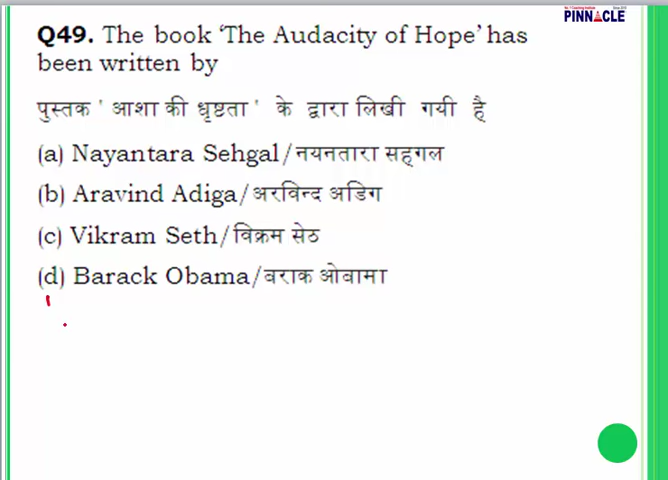 PINNACLE
Q49. The book ‘The Audacity of Hope’ has
been written by
पुस्तक ' आशा की धृष्टता ' के द्वारा लिखी गयी है
(a) Nayantara Sehgal/नयनतारा सहगल
(b) Aravind Adiga/अरविन्द अडिग
(c) Vikram Seth/विक्रम सेठ
(d) Barack Obama/बराक ओबामा